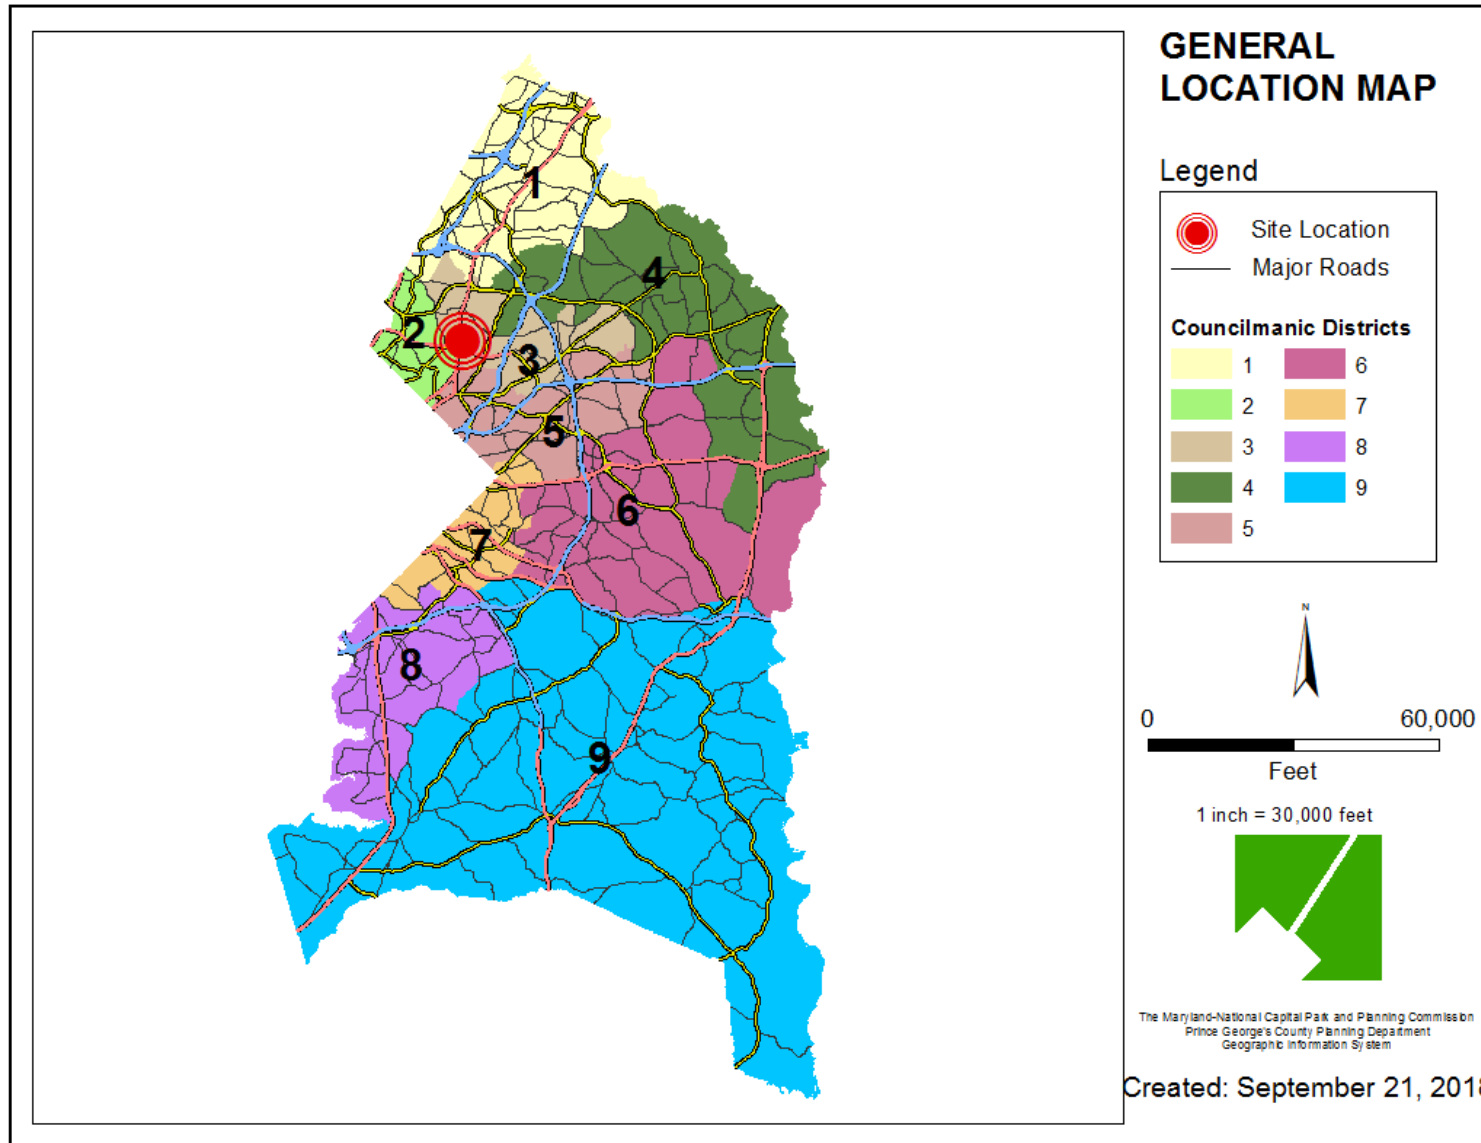 GENERAL
LOCATION MAP
Legend
Site Location
Major Roads
Councilmanic Districts
1 6
2 7
3 8
4 9
5
N
0 60,000
Feet
1 inch = 30,000 feet
The Maryland-National Capital Park and Planning Commission
Prince George's County Planning Department
Geographic Information System
Created: September 21, 2018
1
4
2
3
5
6
7
8
9